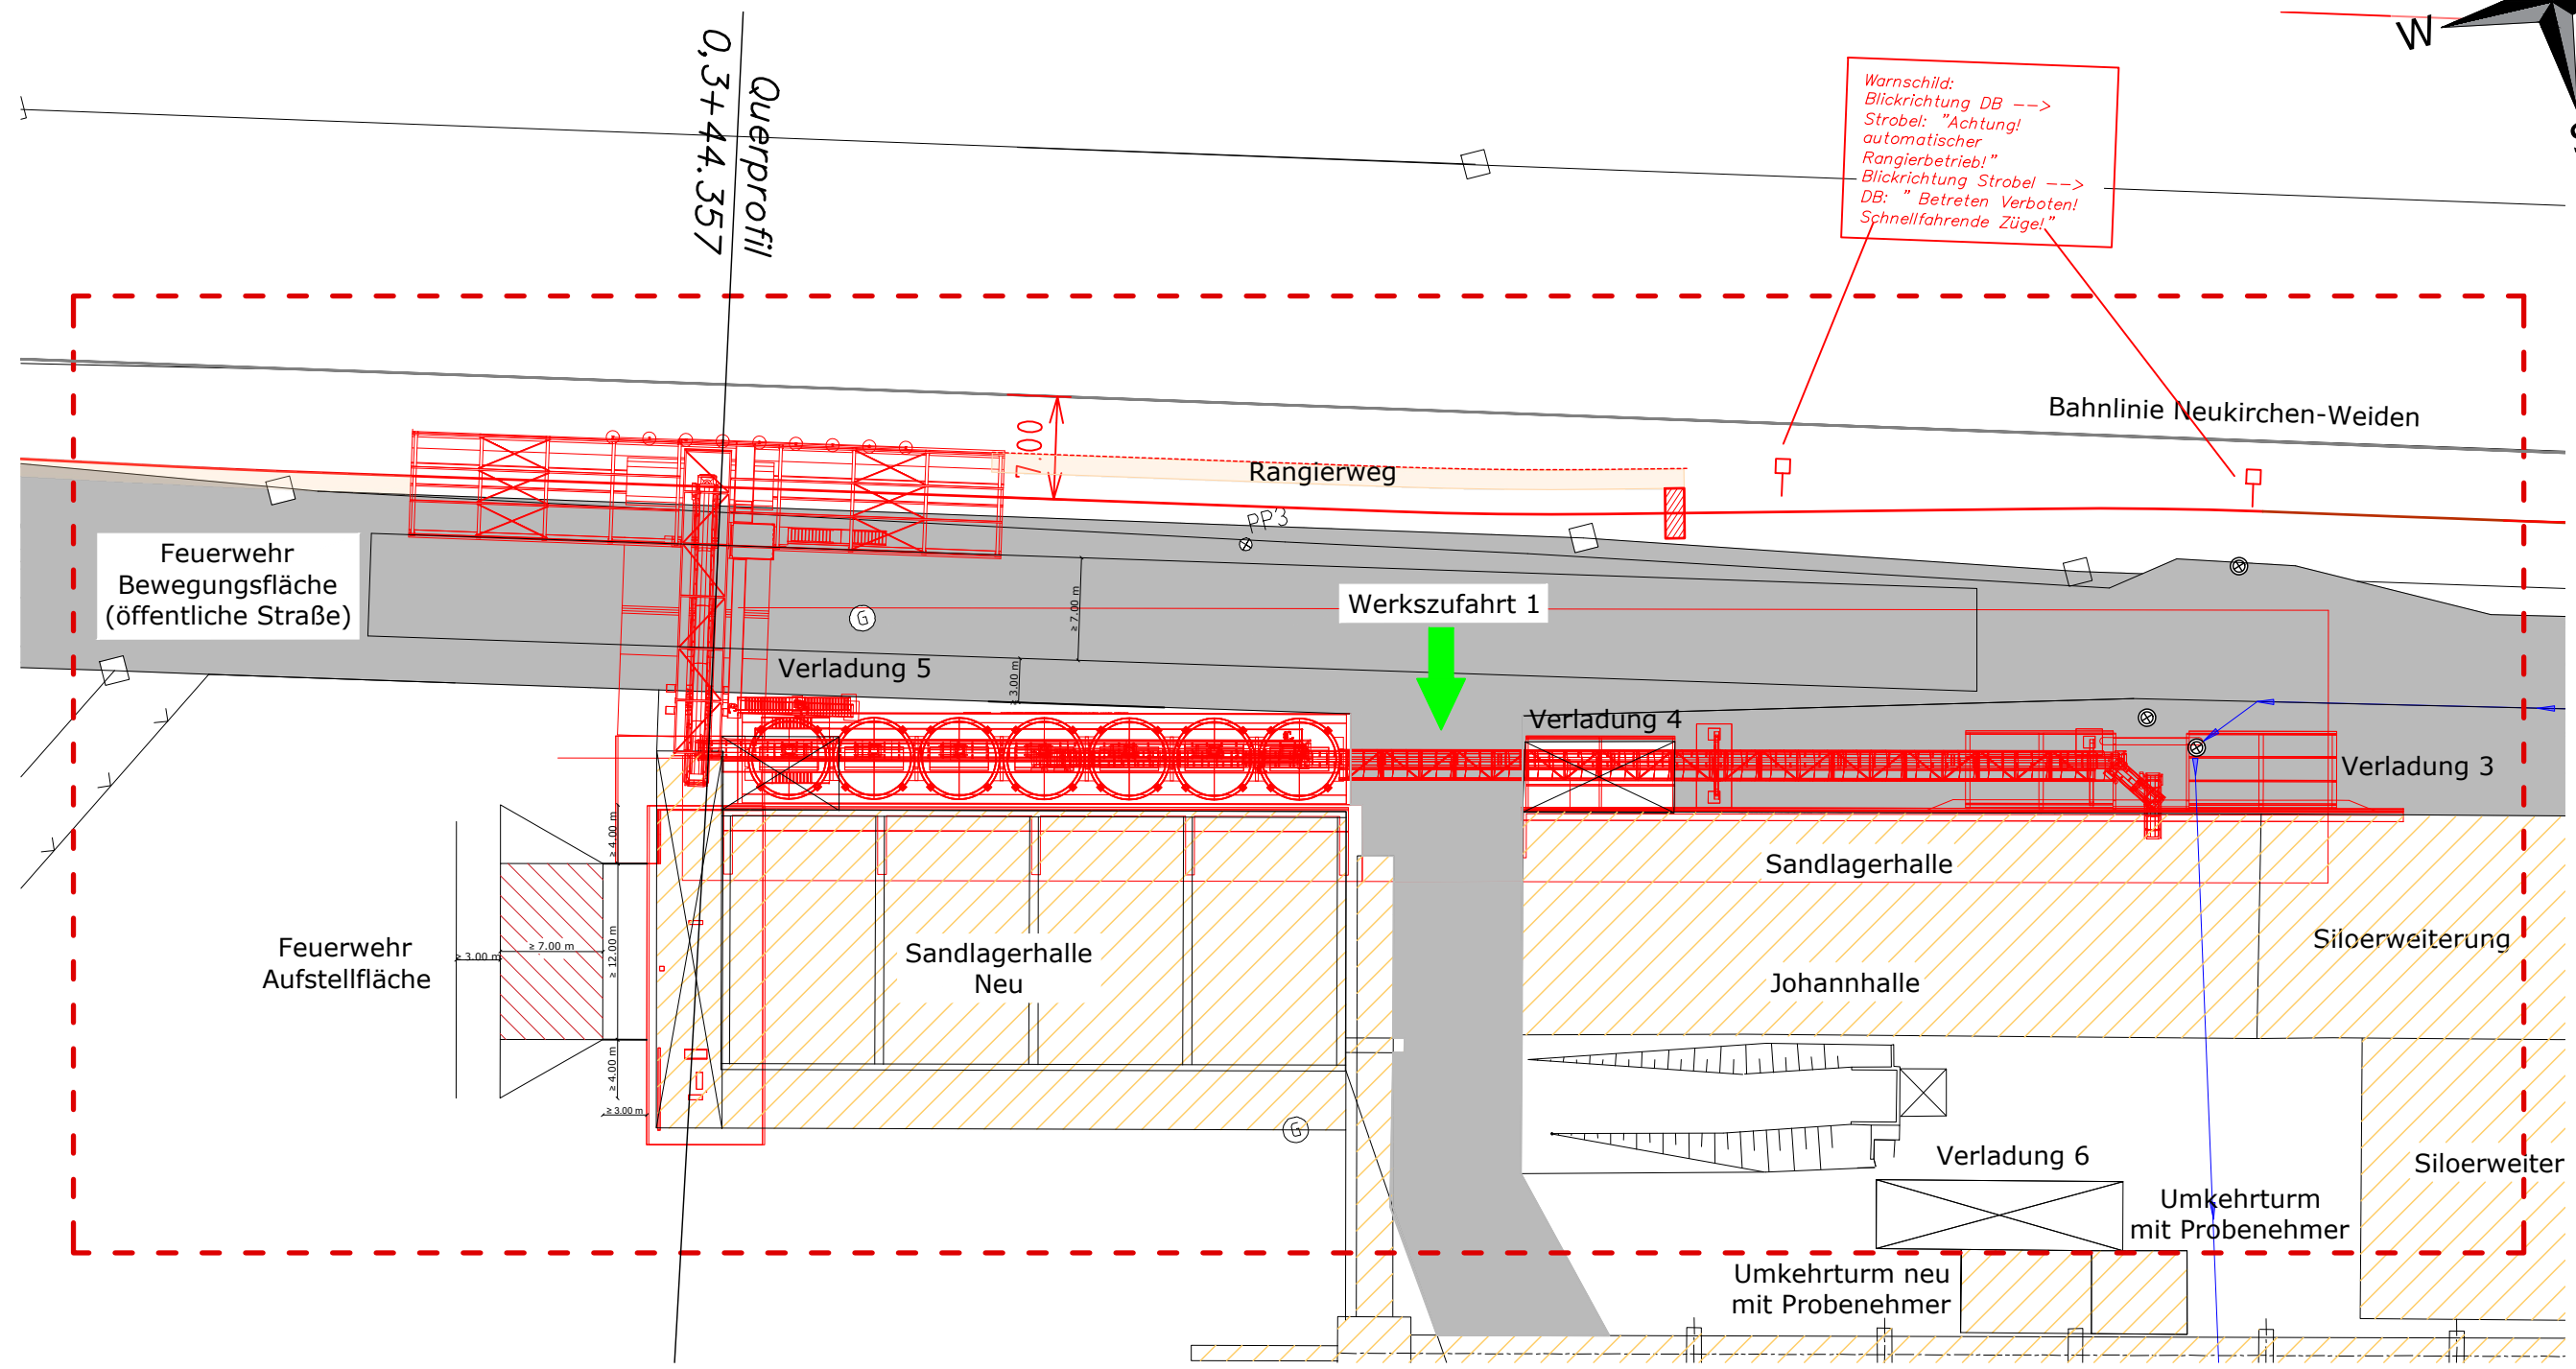 Querprofil
0,3+44.357
W
Warnschild:
Blickrichtung DB -->
Strobel: "Achtung!
automatischer
Rangierbetrieb!"
Blickrichtung Strobel -->
DB: " Betreten Verboten!
Schnellfahrende Züge!"
Bahnlinie Neukirchen-Weiden
7.00
Rangierweg
PP3
Feuerwehr
Bewegungsfläche
(öffentliche Straße)
G
≥ 7.00 m
Werkszufahrt 1
Verladung 5
≥ 3.00 m
Verladung 4
Verladung 3
≥ 4.00 m
Sandlagerhalle
Feuerwehr
Aufstellfläche
≥ 3.00 m
≥ 7.00 m
≥ 12.00 m
Sandlagerhalle
Neu
Siloerweiterung
Johannhalle
≥ 4.00 m
≥ 3.00 m
G
Verladung 6
Siloerweiter
Umkehrturm
mit Probenehmer
Umkehrturm neu
mit Probenehmer